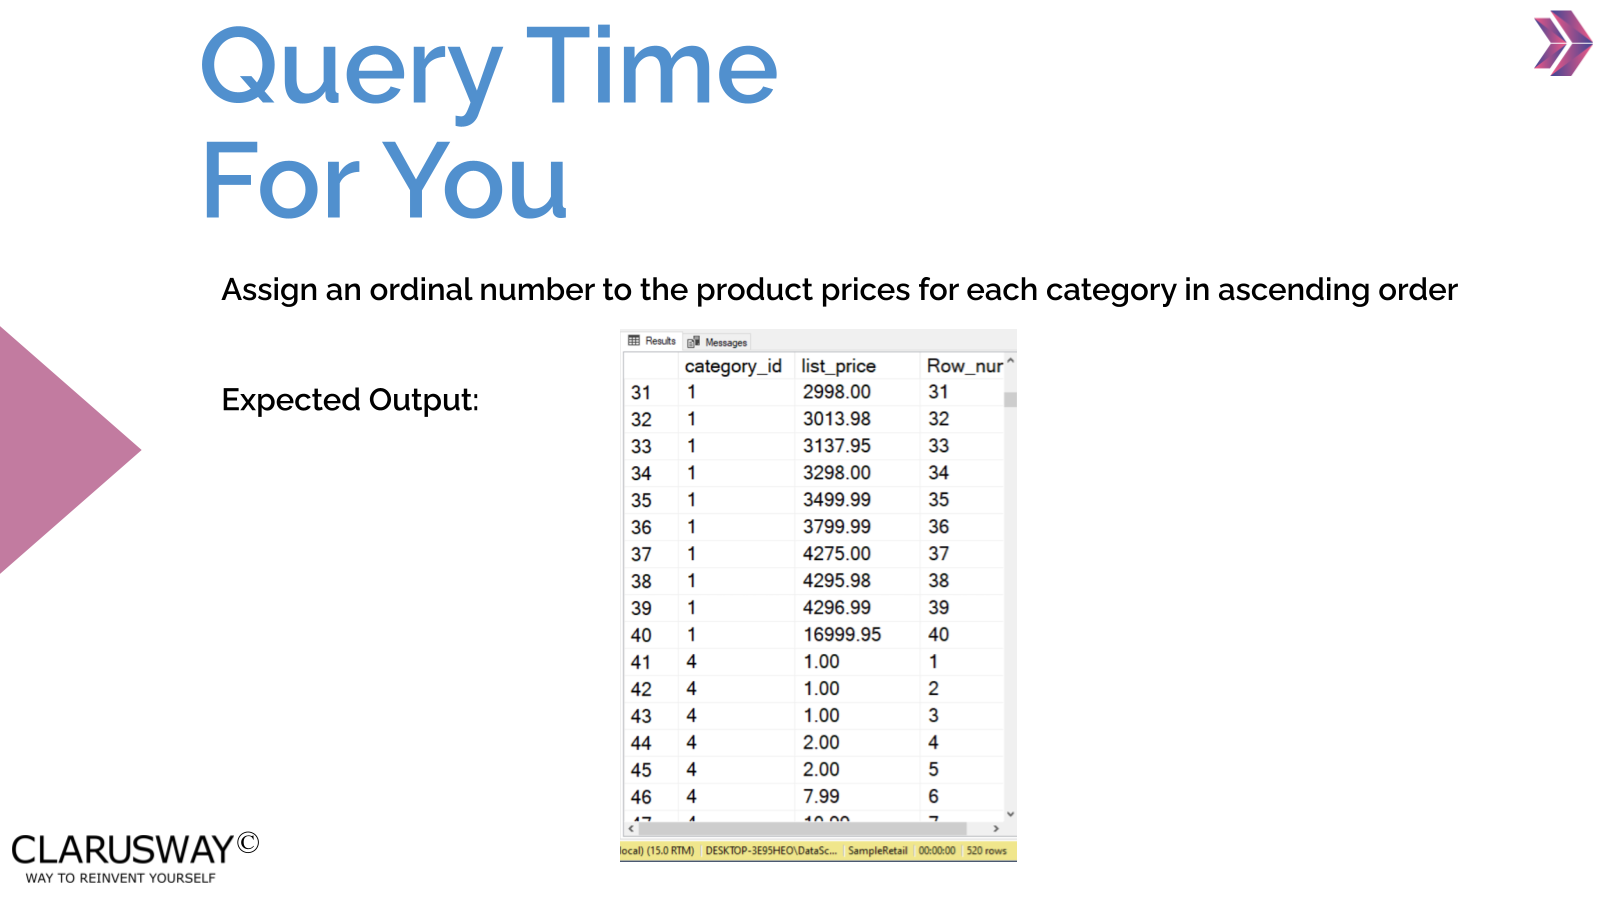 Query Time
For You
Assign an ordinal number to the product prices for each category in ascending order
Expected Output:
Results Messages
category_id list_price Row_nur
31 1 2998.00 31
32 1 3013.98 32
33 1 3137.95 33
34 1 3298.00 34
35 1 3499.99 35
36 1 3799.99 36
37 1 4275.00 37
38 1 4295.98 38
39 1 4296.99 39
40 1 16999.95 40
41 4 1.00 1
42 4 1.00 2
43 4 1.00 3
44 4 2.00 4
45 4 2.00 5
46 4 7.99 6
local) (15.0 RTM) DESKTOP-3E95HEO\DataSc... SampleRetail 00:00:00 520 rows
CLARUSWAY©
WAY TO REINVENT YOURSELF